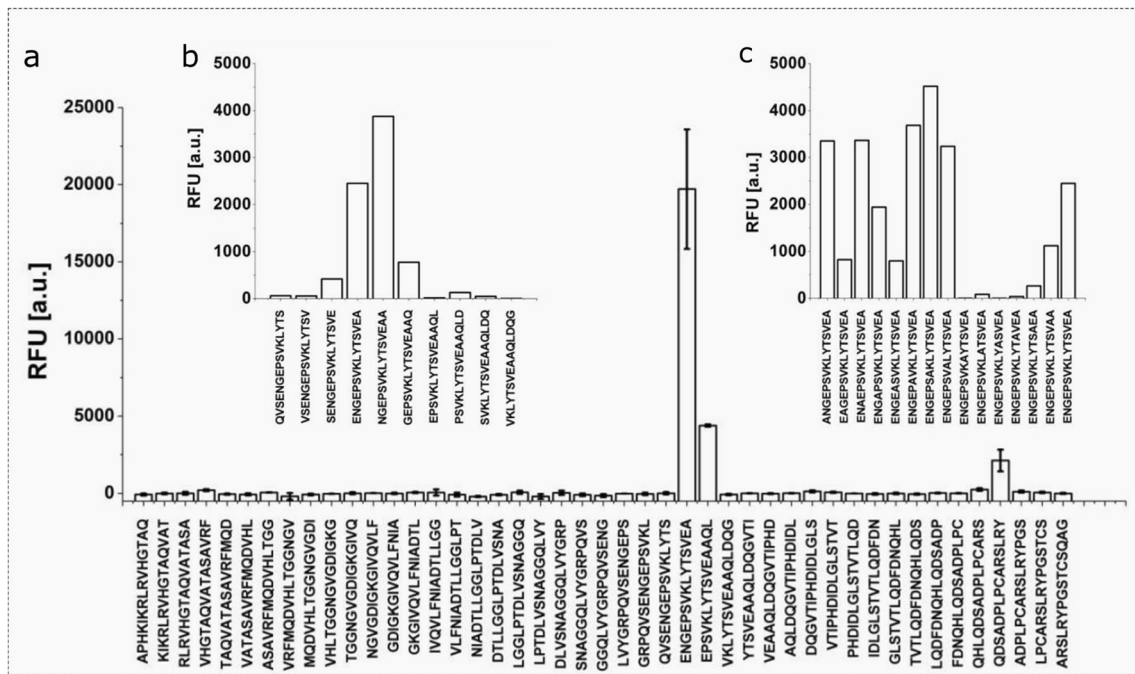 a
b
c
RFU [a.u.]
25000
20000
15000
10000
5000
0
RFU [a.u.]
5000
4000
3000
2000
1000
0
QVSENGEPSVKLYTS
VSENGEPSVKLYTSV
SENGEPSVKLYTSVE
ENGEPSVKLYTSVEA
NGEPSVKLYTSVEAA
GEPSVKLYTSVEAAQ
EPSVKLYTSVEAAQL
PSVKLYTSVEAAQLD
SVKLYTSVEAAQLDQ
VKLYTSVEAAQLDQG
RFU [a.u.]
5000
4000
3000
2000
1000
0
ANGEPSVKLYTSVEA
EAGEPSVKLYTSVEA
ENAEPSVKLYTSVEA
ENGAPSVKLYTSVEA
ENGEASVKLYTSVEA
ENGEPAVKLYTSVEA
ENGEPSAKLYTSVEA
ENGEPSVALYTSVEA
ENGEPSVKAYTSVEA
ENGEPSVKLATSVEA
ENGEPSVKLYASVEA
ENGEPSVKLYTAVEA
ENGEPSVKLYTSAEA
ENGEPSVKLYTSVAA
ENGEPSVKLYTSVEA
APHKIKRLRVHGTAQ
KIKRLRVHGTAQVAT
RLRVHGTAQVATASA
VHGTAQVATASAVRF
TAQVATASAVRFMQD
VATASAVRFMQDVHL
ASAVRFMQDVHLTGG
VRFMQDVHLTGGNGV
MQDVHLTGGNGVGDI
VHLTGGNGVGDIGKG
TGGNGVGDIGKGIVQ
NGVGDIGKGIVQVLF
GDIGKGIVQVLFNIA
GKGIVQVLFNIADTL
IVQVLFNIADTLLGG
VLFNIADTLLGGLPT
NIADTLLGGLPTDLV
DTLLGGLPTDLVSNA
LGGLPTDLVSNAGGQ
LPTDLVSNAGGQLVY
DLVSNAGGQLVYGRP
SNAGGQLVYGRPQVS
GGQLVYGRPQVSENG
LVYGRPQVSENGEPS
GRPQVSENGEPSVKL
QVSENGEPSVKLYTS
ENGEPSVKLYTSVEA
EPSVKLYTSVEAAQL
VKLYTSVEAAQLDQG
YTSVEAAQLDQGVTI
VEAAQLDQGVTIPHD
AQLDQGVTIPHDIDL
DQGVTIPHDIDLGLS
VTIPHDIDLGLSTVT
PHDIDLGLSTVTLQD
IDLGLSTVTLQDFDN
GLSTVTLQDFDNQHL
TVTLQDFDNQHLQDS
LQDFDNQHLQDSADP
FDNQHLQDSADPLPC
QHLQDSADPLPCARS
QDSADPLPCARSLRY
ADPLPCARSLRYPGS
LPCARSLRYPGSTCS
ARSLRYPGSTCSQAG